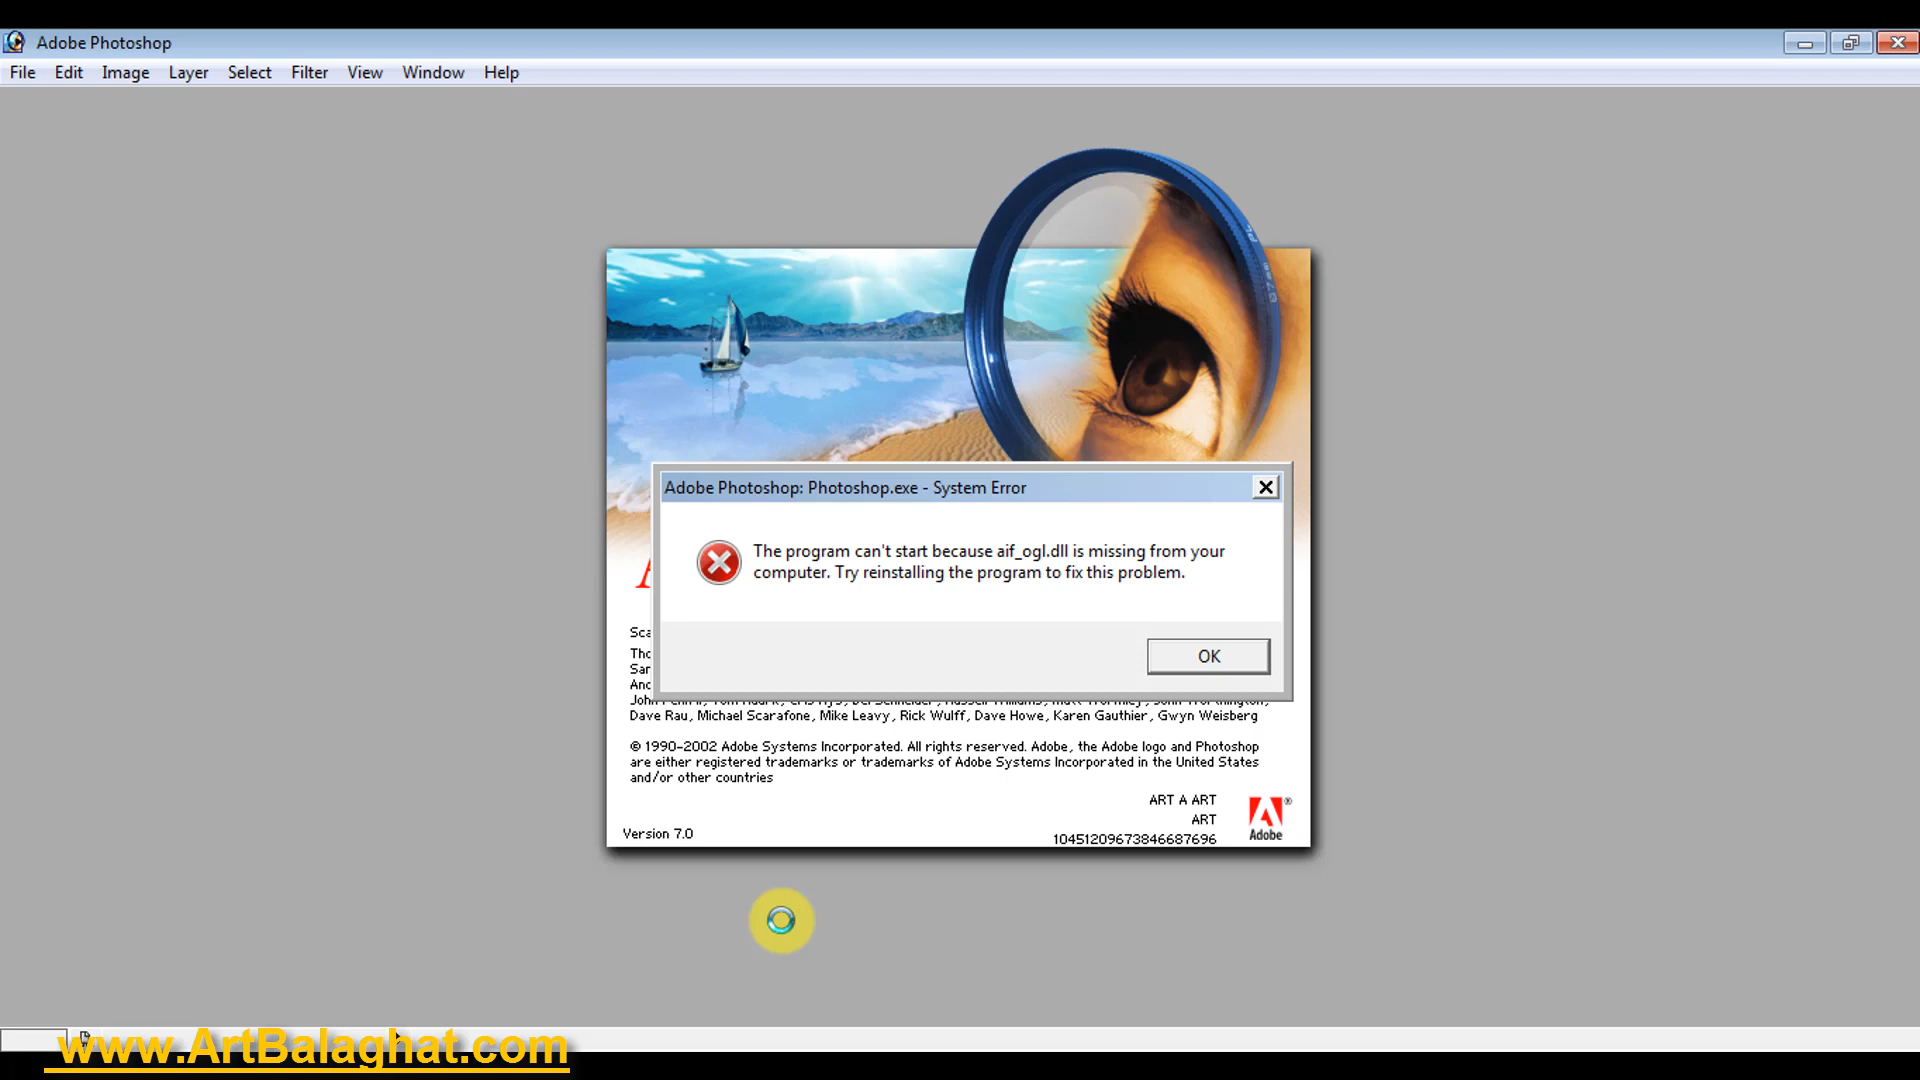 Adobe Photoshop
File Edit Image Layer Select Filter View Window Help
Adobe Photoshop: Photoshop.exe - System Error
The program can't start because aif_ogl.dll is missing from your
computer. Try reinstalling the program to fix this problem.
OK
Dave Rau, Michael Scarafone, Mike Leavy, Rick Wulff, Dave Howe, Karen Gauthier, Gwyn Weisberg
© 1990-2002 Adobe Systems Incorporated. All rights reserved. Adobe, the Adobe logo and Photoshop
are either registered trademarks or trademarks of Adobe Systems Incorporated in the United States
and/or other countries
ART A ART
ART
10451209673846687696
Version 7.0
Adobe
www.ArtBalaghat.com